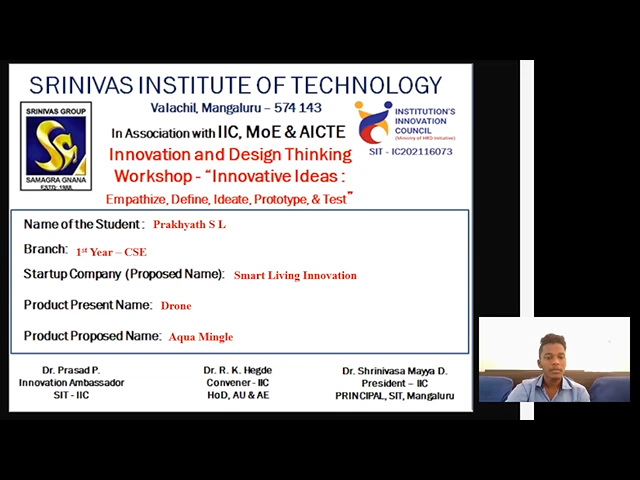 SRINIVAS INSTITUTE OF TECHNOLOGY
Valachil, Mangaluru – 574 143
SRINIVAS GROUP
SAMAGRA GNANA
ESTD: 1988
In Association with IIC, MoE & AICTE
INSTITUTION'S
INNOVATION
COUNCIL
(Ministry of HRD Initiative)
SIT - IC202116073
Innovation and Design Thinking
Workshop - “Innovative Ideas :
Empathize, Define, Ideate, Prototype, & Test”
Name of the Student : Prakhyath S L
Branch: 1st Year – CSE
Startup Company (Proposed Name): Smart Living Innovation
Product Present Name: Drone
Product Proposed Name: Aqua Mingle
Dr. Prasad P.
Innovation Ambassador
SIT - IIC
Dr. R. K. Hegde
Convener - IIC
HoD, AU & AE
Dr. Shrinivasa Mayya D.
President – IIC
PRINCIPAL, SIT, Mangaluru